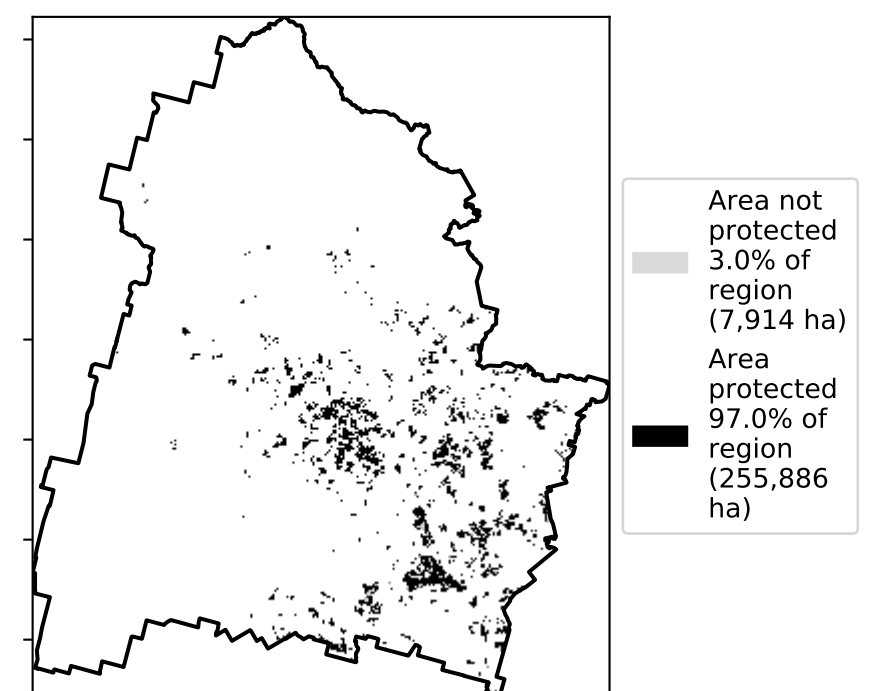 Area not
protected
3.0% of
region
(7,914 ha)
Area
protected
97.0% of
region
(255,886
ha)